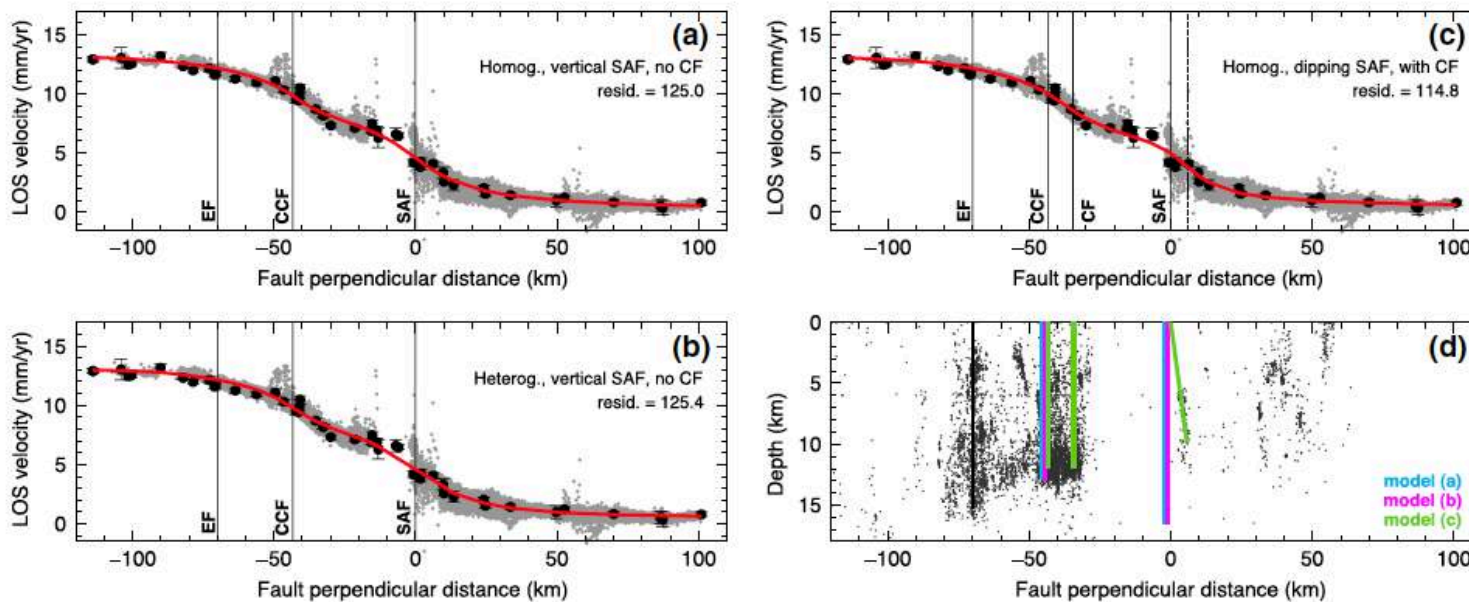 (a)
Homog., vertical SAF, no CF
resid. = 125.0
LOS velocity (mm/yr)
15
10
5
0
EF
CCF
SAF
−100
−50
0
50
100
Fault perpendicular distance (km)
(c)
Homog., dipping SAF, with CF
resid. = 114.8
LOS velocity (mm/yr)
15
10
5
0
EF
CCF
CF
SAF
−100
−50
0
50
100
Fault perpendicular distance (km)
(b)
Heterog., vertical SAF, no CF
resid. = 125.4
LOS velocity (mm/yr)
15
10
5
0
EF
CCF
SAF
−100
−50
0
50
100
Fault perpendicular distance (km)
(d)
Depth (km)
0
5
10
15
model (a)
model (b)
model (c)
−100
−50
0
50
100
Fault perpendicular distance (km)